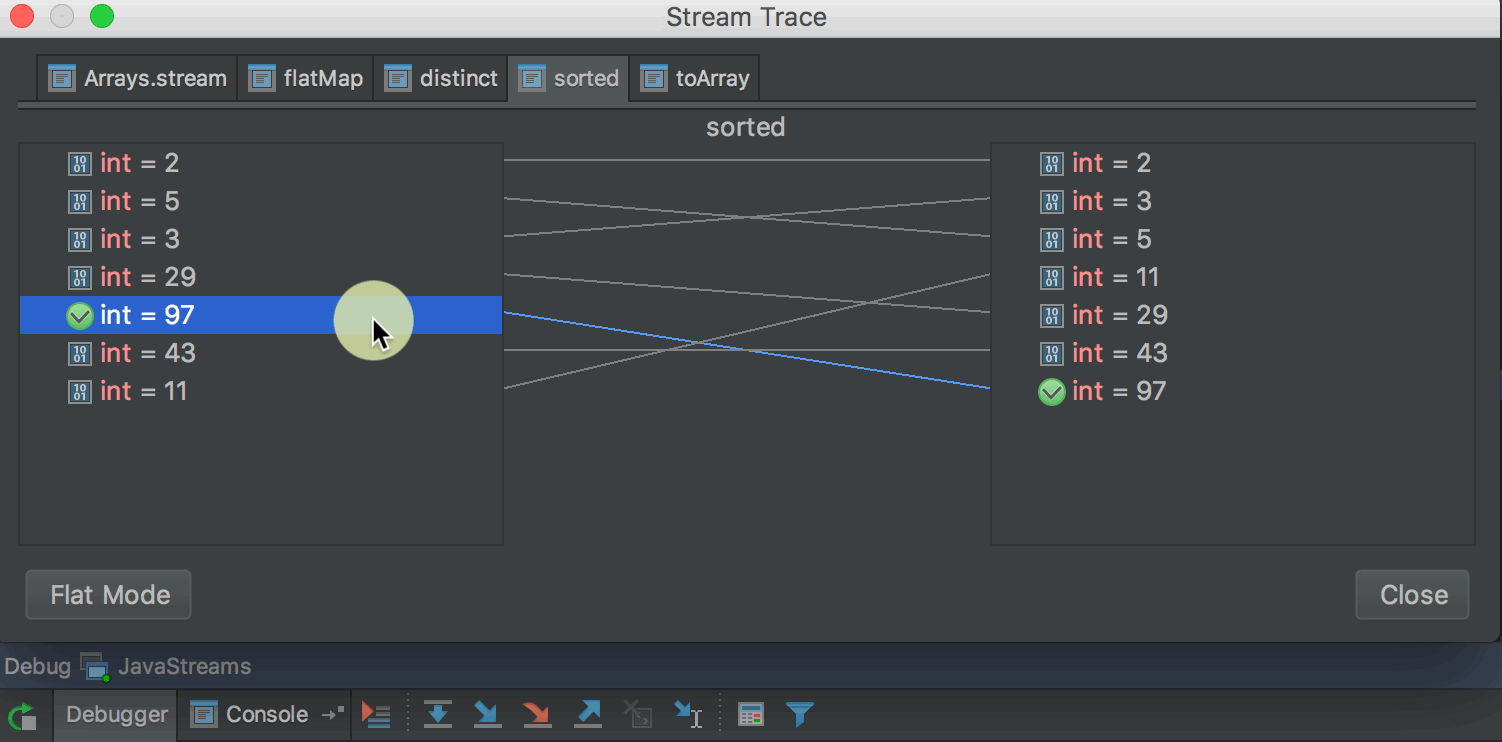 Stream Trace
Arrays.stream flatMap distinct sorted toArray
sorted
int = 2
int = 5
int = 3
int = 29
int = 97
int = 43
int = 11
int = 2
int = 3
int = 5
int = 11
int = 29
int = 43
int = 97
Flat Mode Close
Debug JavaStreams
Debugger Console